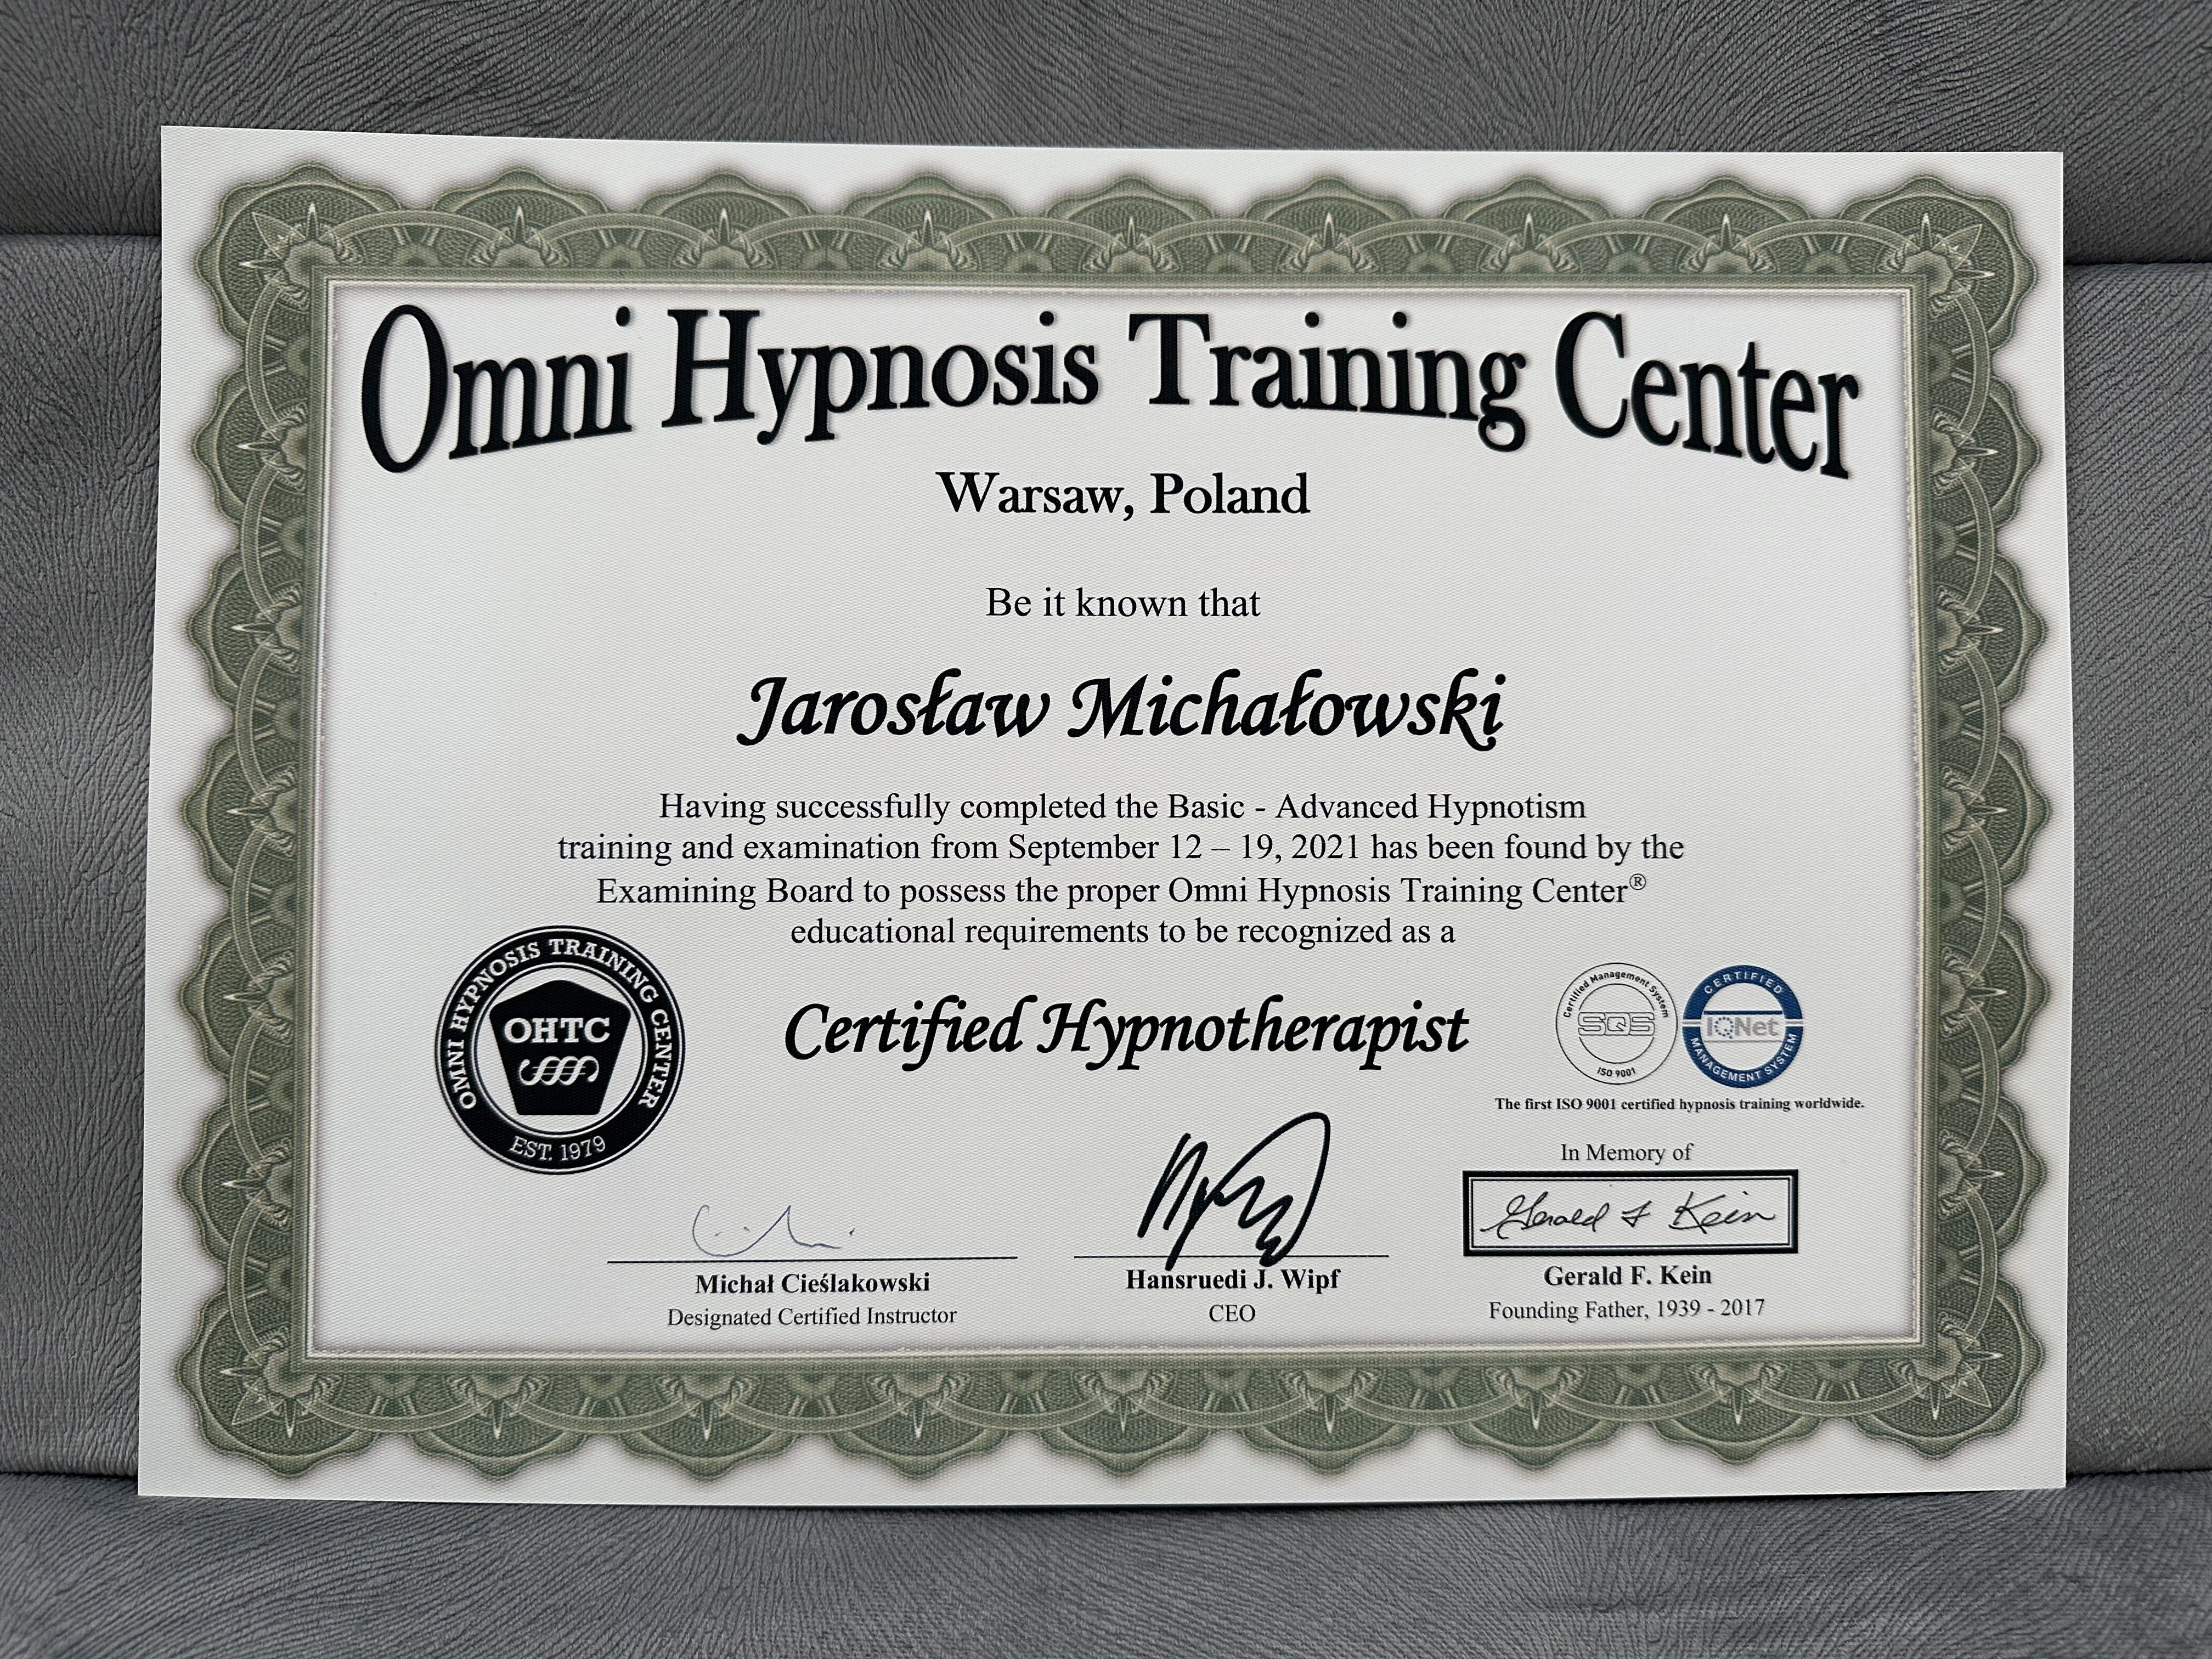 Omni Hypnosis Training Center
Warsaw, Poland
Be it known that
Jarosław Michałowski
Having successfully completed the Basic - Advanced Hypnotism
training and examination from September 12 – 19, 2021 has been found by the
Examining Board to possess the proper Omni Hypnosis Training Center®
educational requirements to be recognized as a
Certified Hypnotherapist
OMNI HYPNOSIS TRAINING CENTER
OHTC
EST. 1979
Certified Management System
SQS
ISO 9001
CERTIFIED
IQNet
MANAGEMENT SYSTEM
The first ISO 9001 certified hypnosis training worldwide.
In Memory of
Gerald F Kein
Michał Cieślakowski
Designated Certified Instructor
Hansruedi J. Wipf
CEO
Gerald F. Kein
Founding Father, 1939 - 2017